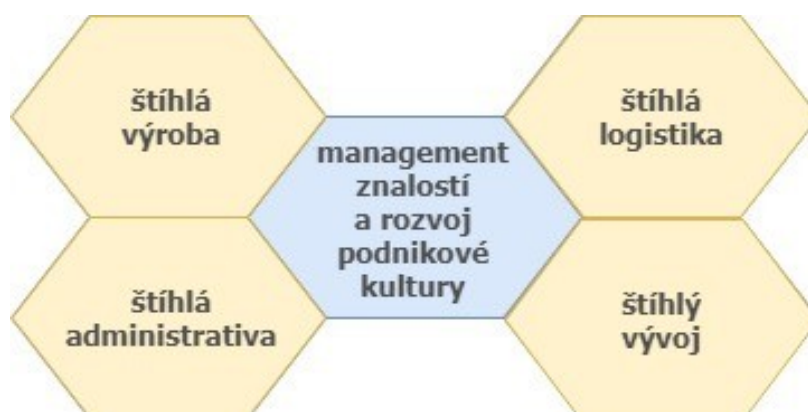 štíhlá
výroba
štíhlá
logistika
management
znalostí
a rozvoj
podnikové
kultury
štíhlá
administrativa
štíhlý
vývoj